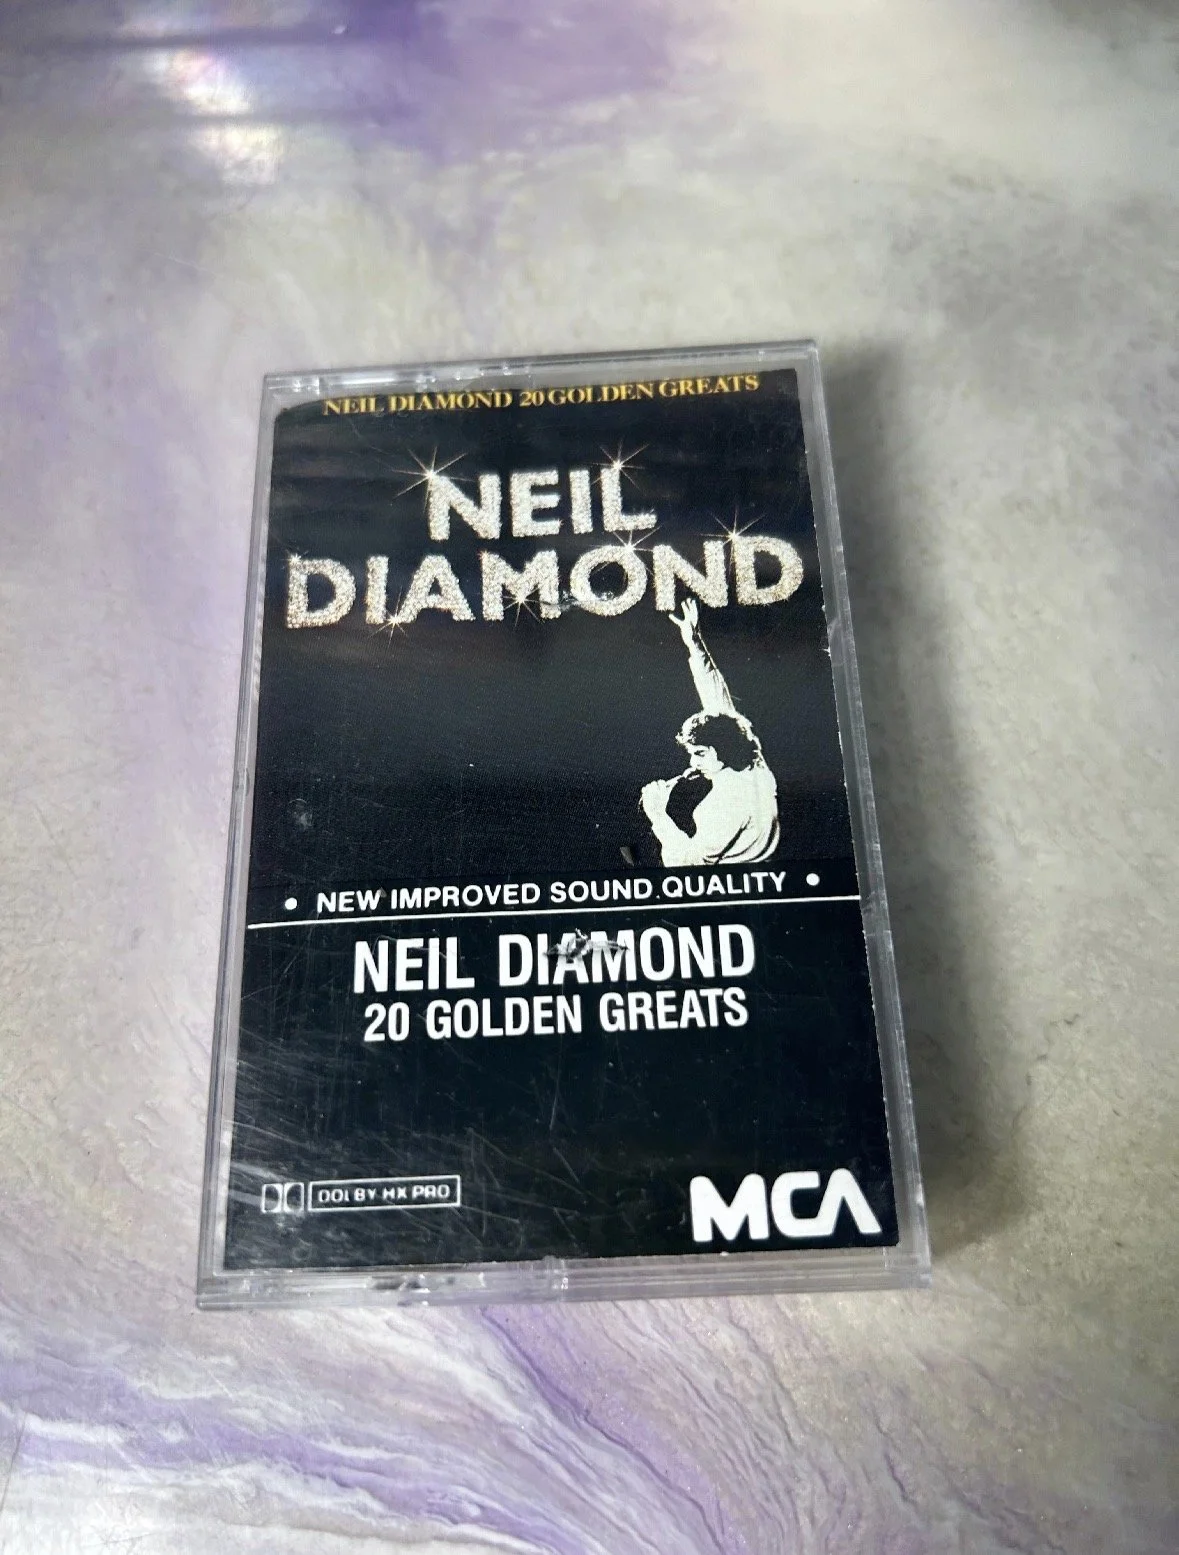 NEIL DIAMOND 20 GOLDEN GREATS
NEIL
DIAMOND
• NEW IMPROVED SOUND QUALITY •
NEIL DIAMOND
20 GOLDEN GREATS
DOLBY HX PRO
MCA